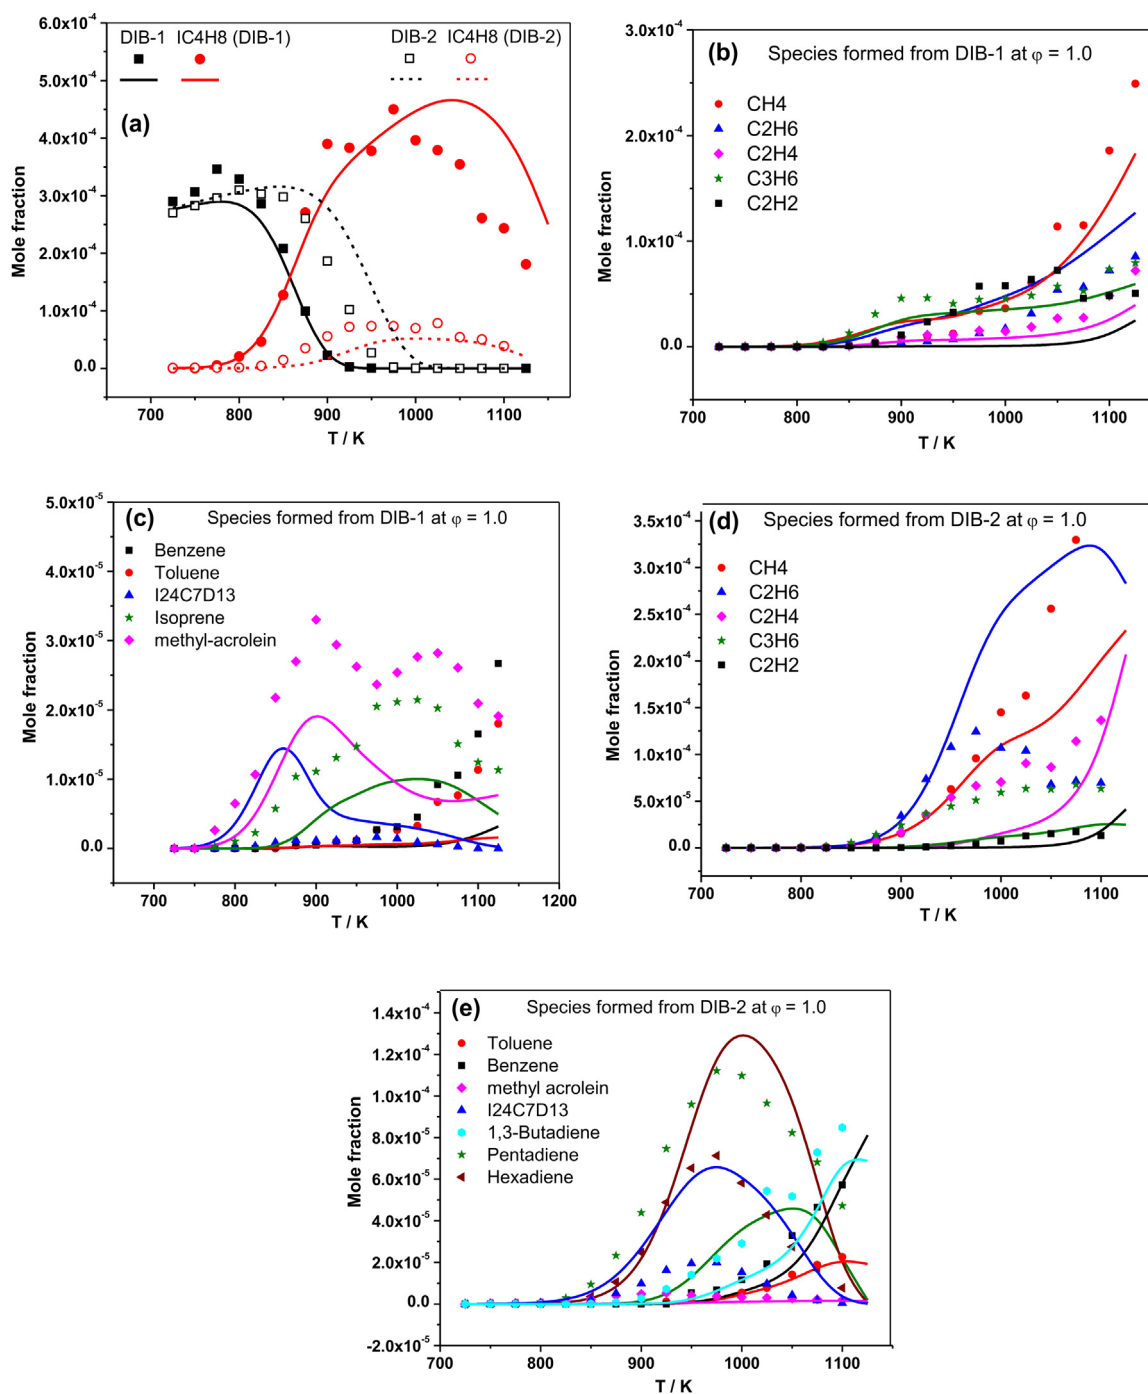 6.0x10-4
DIB-1 IC4H8 (DIB-1) DIB-2 IC4H8 (DIB-2)
5.0x10-4
(a)
4.0x10-4
3.0x10-4
2.0x10-4
1.0x10-4
0.0
Mole fraction
700 800 900 1000 1100
T / K
3.0x10-4
(b) Species formed from DIB-1 at φ = 1.0
CH4
C2H6
2.0x10-4
C2H4
C3H6
C2H2
1.0x10-4
0.0
Mole fraction
700 800 900 1000 1100
T / K
5.0x10-5
(c) Species formed from DIB-1 at φ = 1.0
Benzene
Toluene
4.0x10-5
I24C7D13
Isoprene
methyl-acrolein
3.0x10-5
2.0x10-5
1.0x10-5
0.0
Mole fraction
700 800 900 1000 1100 1200
T / K
3.5x10-4
(d) Species formed from DIB-2 at φ = 1.0
3.0x10-4
CH4
C2H6
2.5x10-4
C2H4
C3H6
2.0x10-4
C2H2
1.5x10-4
1.0x10-4
5.0x10-5
0.0
Mole fraction
700 800 900 1000 1100
T / K
1.4x10-4
(e) Species formed from DIB-2 at φ = 1.0
1.2x10-4
Toluene
Benzene
1.0x10-4
methyl acrolein
I24C7D13
8.0x10-5
1,3-Butadiene
Pentadiene
6.0x10-5
Hexadiene
4.0x10-5
2.0x10-5
0.0
-2.0x10-5
Mole fraction
700 800 900 1000 1100
T / K